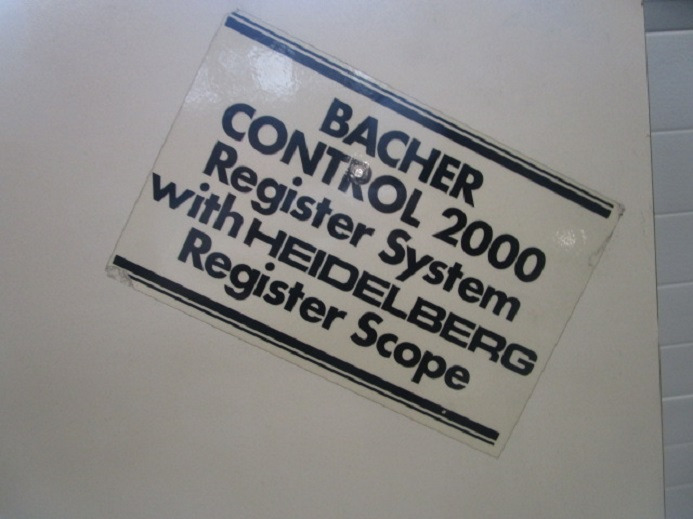 BACHER
CONTROL 2000
Register System
with HEIDELBERG
Register Scope